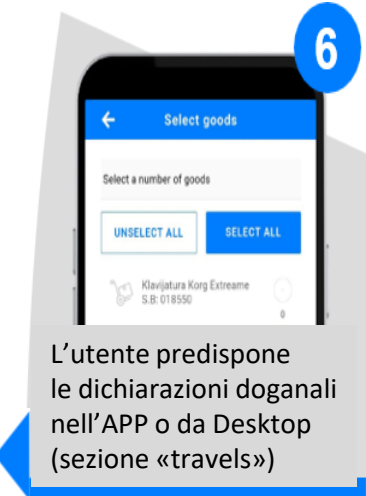 6
Select goods
Select a number of goods
UNSELECT ALL
SELECT ALL
Klavijatura Korg Extreame
S.B: 018550
0
L’utente predispone
le dichiarazioni doganali
nell’APP o da Desktop
(sezione «travels»)